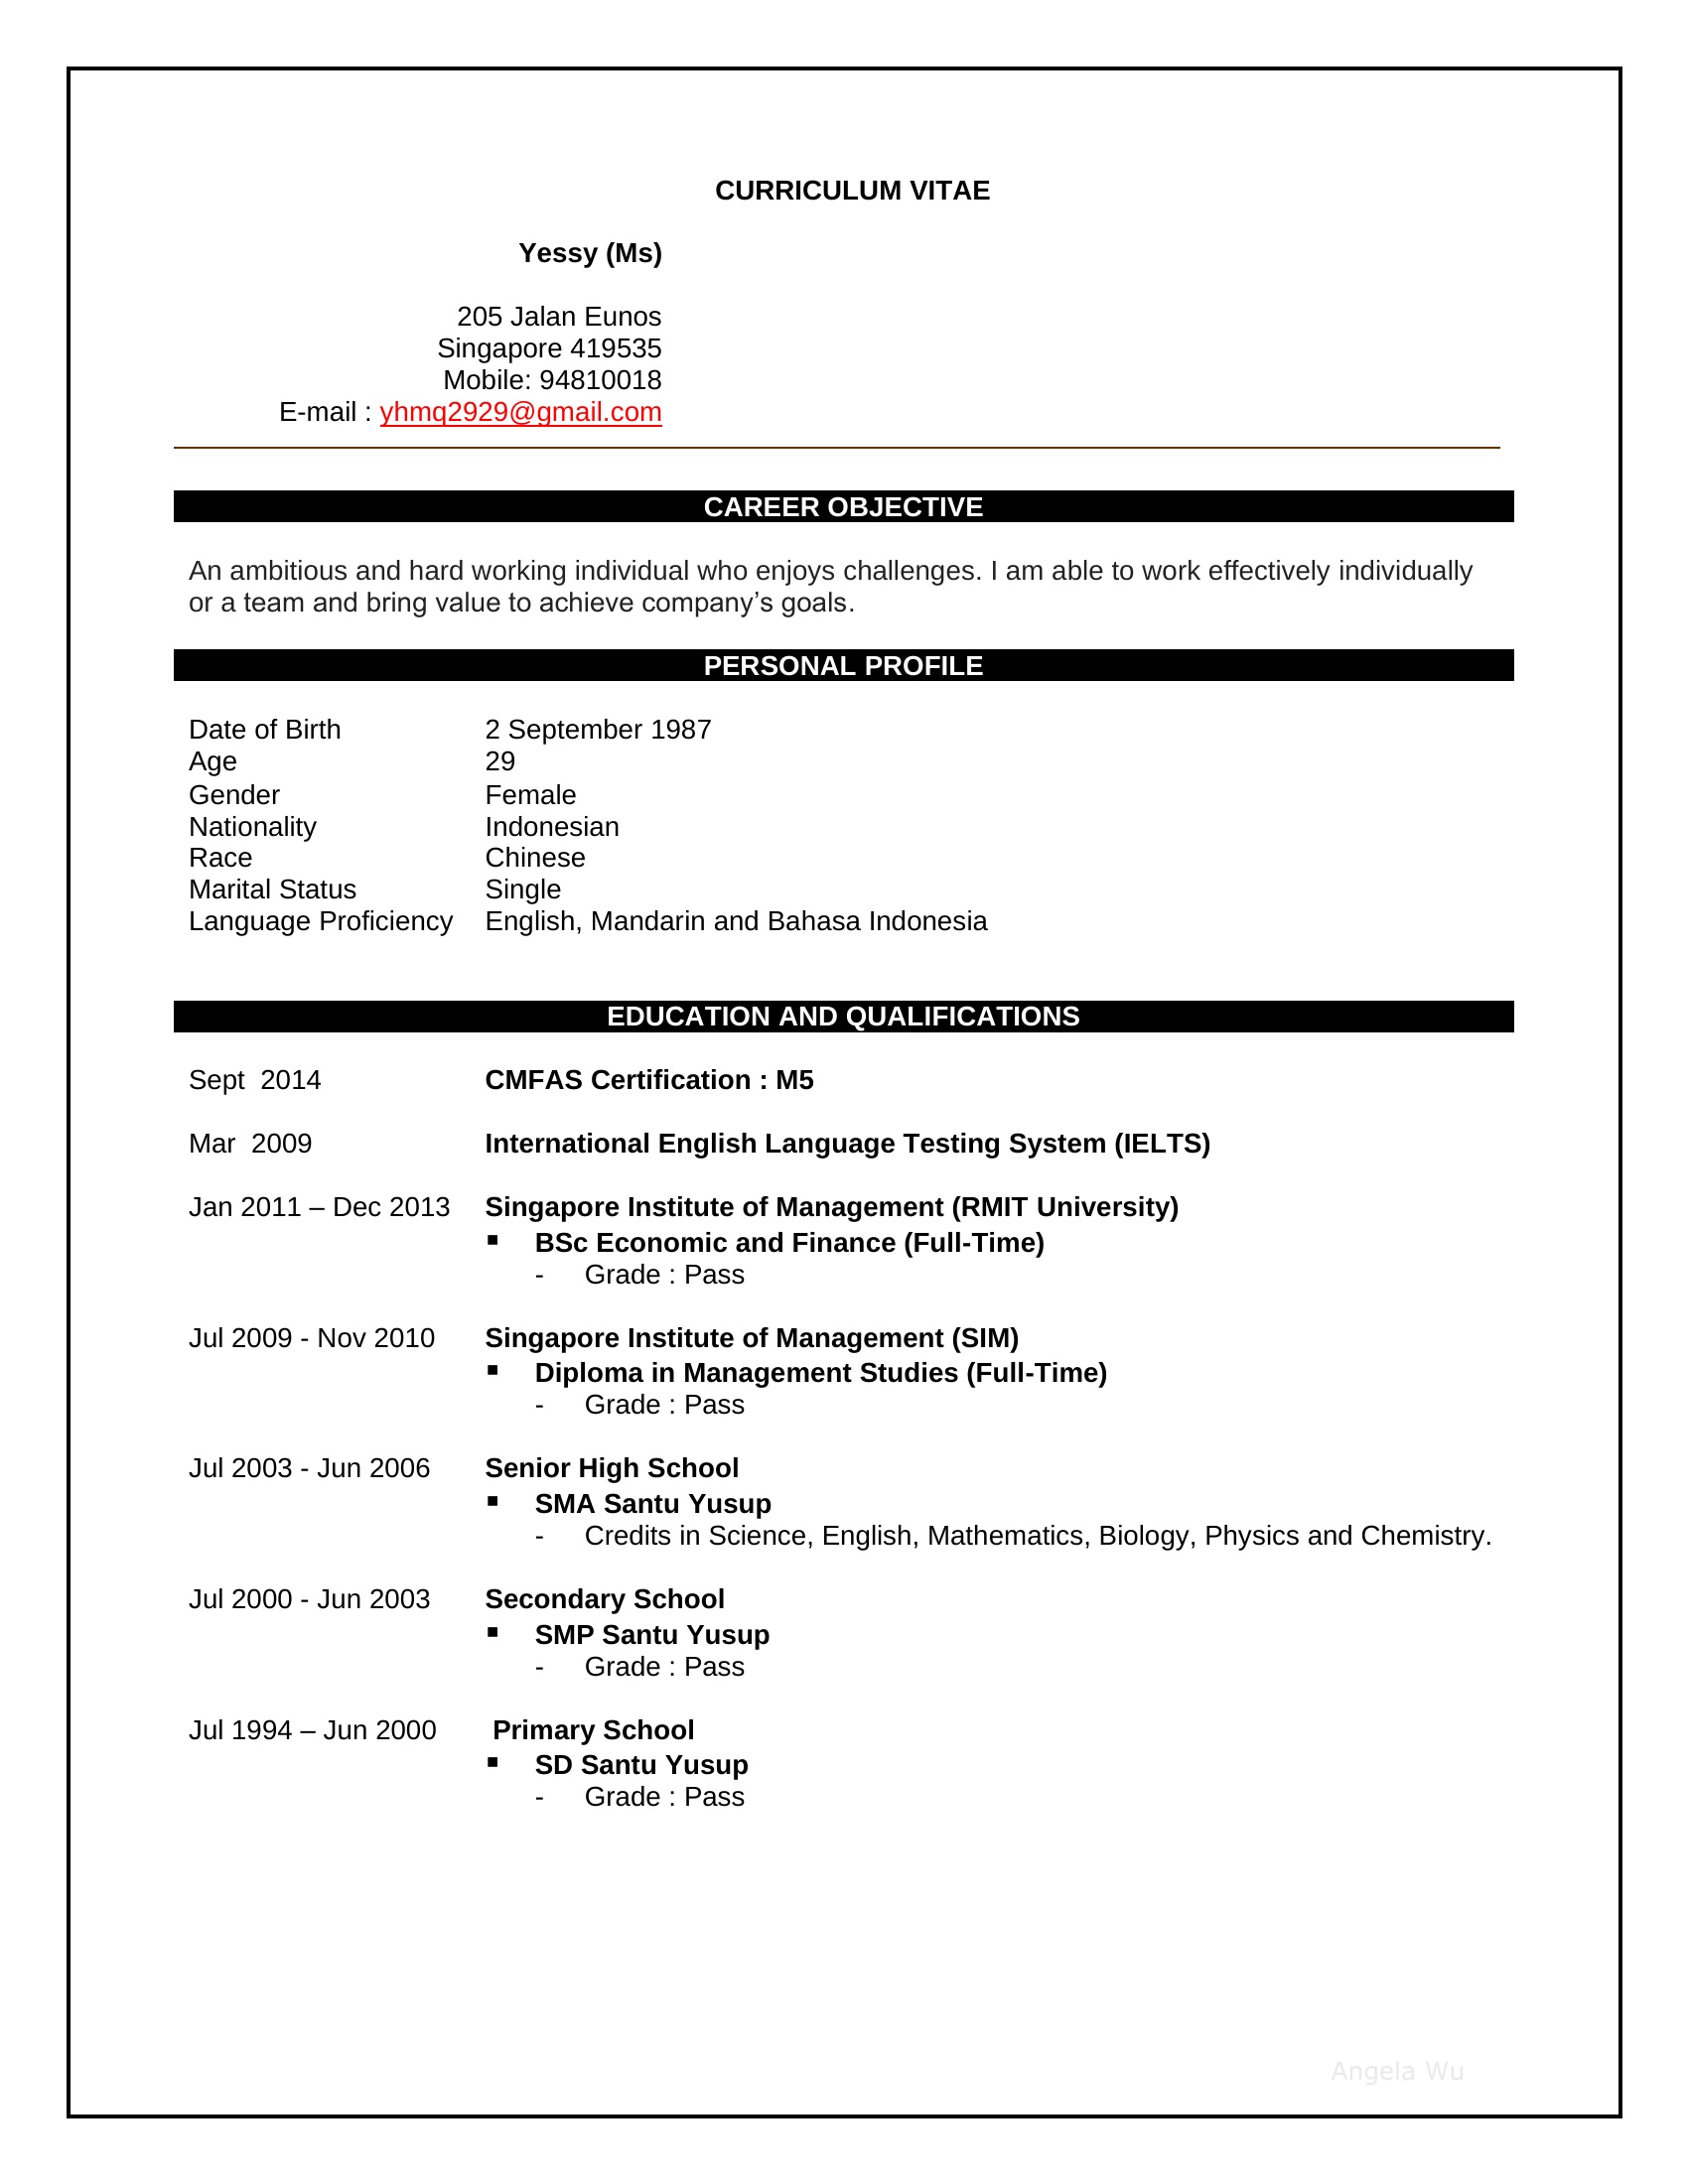 CURRICULUM VITAE
Yessy (Ms)
205 Jalan Eunos
Singapore 419535
Mobile: 94810018
E-mail : yhmq2929@gmail.com
CAREER OBJECTIVE
An ambitious and hard working individual who enjoys challenges. I am able to work effectively individually
or a team and bring value to achieve company’s goals.
PERSONAL PROFILE
Date of Birth 2 September 1987
Age 29
Gender Female
Nationality Indonesian
Race Chinese
Marital Status Single
Language Proficiency English, Mandarin and Bahasa Indonesia
EDUCATION AND QUALIFICATIONS
Sept 2014 CMFAS Certification : M5
Mar 2009 International English Language Testing System (IELTS)
Jan 2011 – Dec 2013 Singapore Institute of Management (RMIT University)
▪ BSc Economic and Finance (Full-Time)
- Grade : Pass
Jul 2009 - Nov 2010 Singapore Institute of Management (SIM)
▪ Diploma in Management Studies (Full-Time)
- Grade : Pass
Jul 2003 - Jun 2006 Senior High School
▪ SMA Santu Yusup
- Credits in Science, English, Mathematics, Biology, Physics and Chemistry.
Jul 2000 - Jun 2003 Secondary School
▪ SMP Santu Yusup
- Grade : Pass
Jul 1994 – Jun 2000 Primary School
▪ SD Santu Yusup
- Grade : Pass
Angela Wu